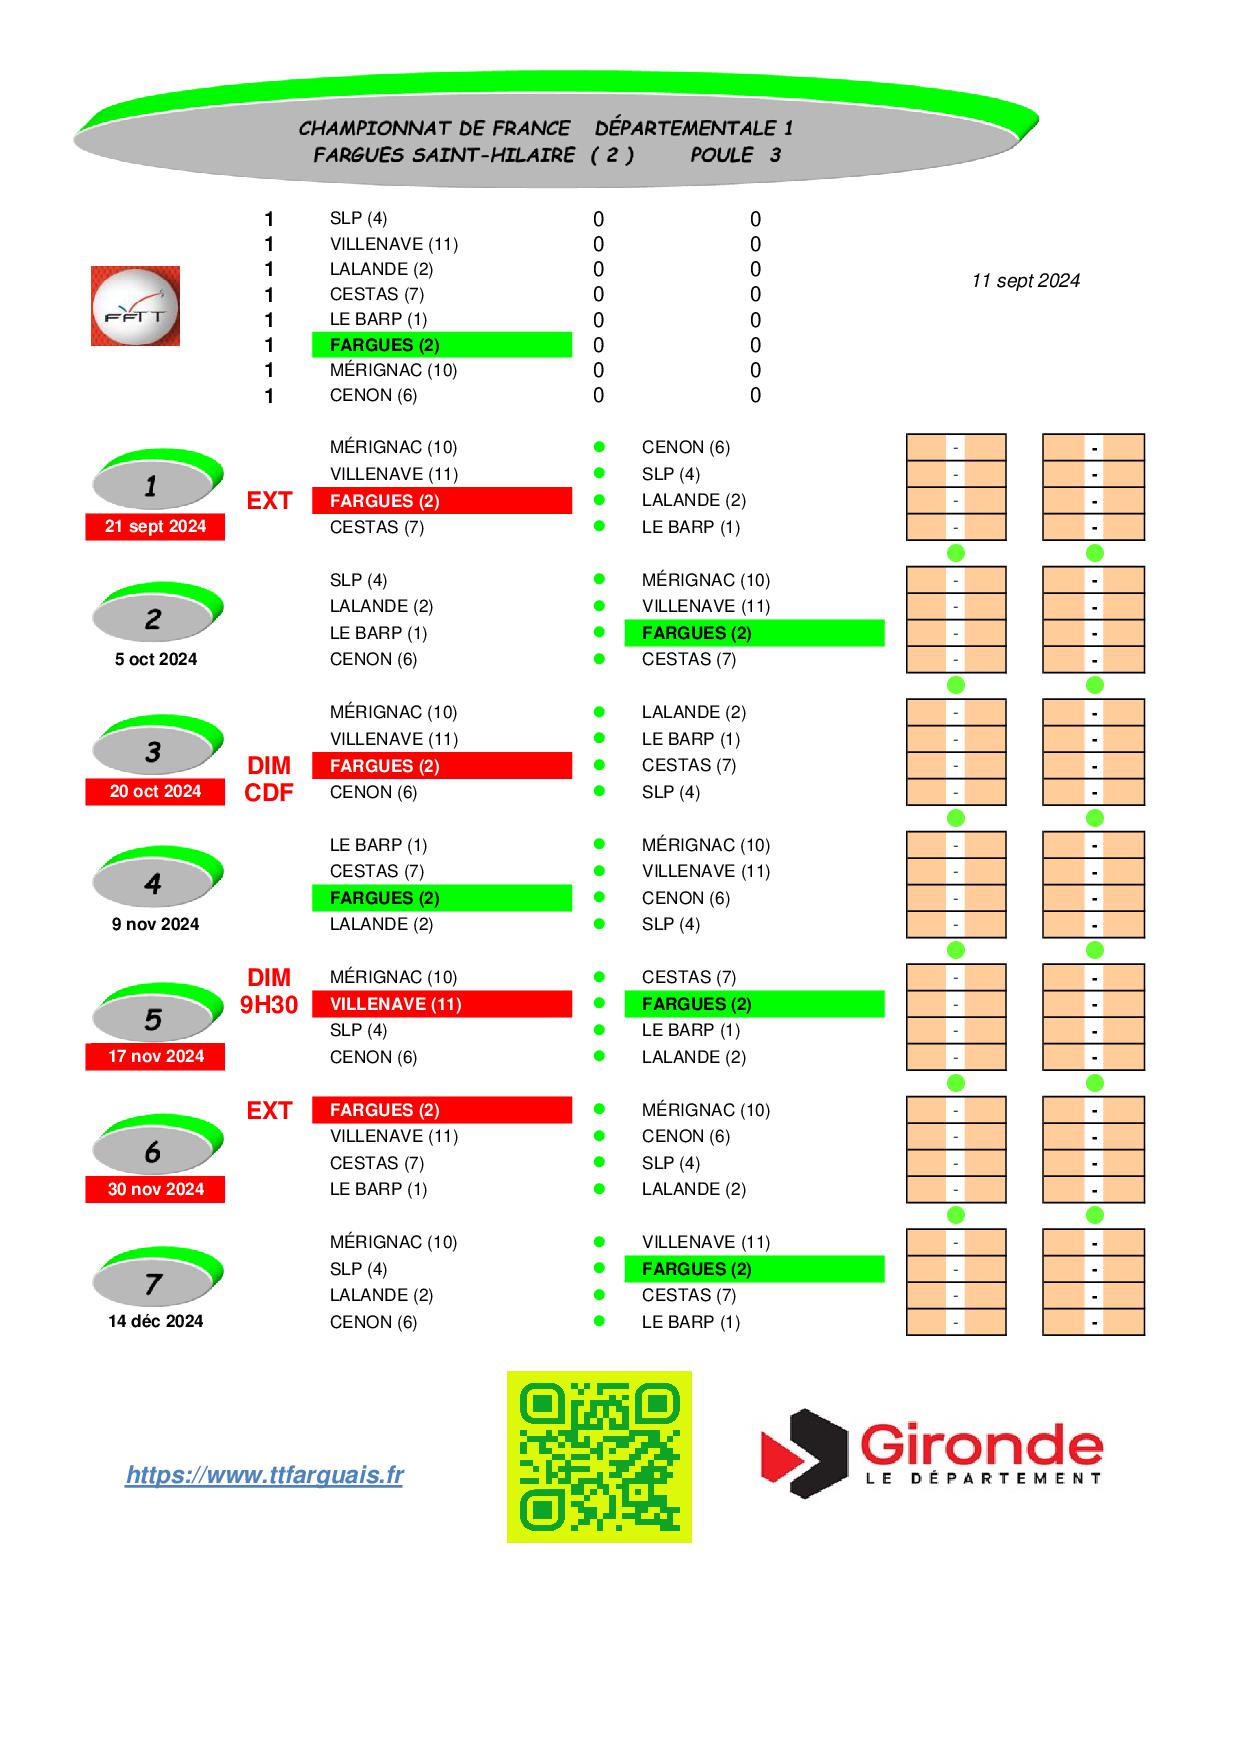 CHAMPIONNAT DE FRANCE DÉPARTEMENTALE 1
FARGUES SAINT-HILAIRE ( 2 ) POULE 3
1 SLP (4) 0 0
1 VILLENAVE (11) 0 0
1 LALANDE (2) 0 0
1 CESTAS (7) 0 0
1 LE BARP (1) 0 0
1 FARGUES (2) 0 0
1 MÉRIGNAC (10) 0 0
1 CENON (6) 0 0
FFTT
11 sept 2024
1
21 sept 2024
EXT
MÉRIGNAC (10) ● CENON (6) - -
VILLENAVE (11) ● SLP (4) - -
FARGUES (2) ● LALANDE (2) - -
CESTAS (7) ● LE BARP (1) - -
2
5 oct 2024
SLP (4) ● MÉRIGNAC (10) - -
LALANDE (2) ● VILLENAVE (11) - -
LE BARP (1) ● FARGUES (2) - -
CENON (6) ● CESTAS (7) - -
3
20 oct 2024
DIM
CDF
MÉRIGNAC (10) ● LALANDE (2) - -
VILLENAVE (11) ● LE BARP (1) - -
FARGUES (2) ● CESTAS (7) - -
CENON (6) ● SLP (4) - -
4
9 nov 2024
LE BARP (1) ● MÉRIGNAC (10) - -
CESTAS (7) ● VILLENAVE (11) - -
FARGUES (2) ● CENON (6) - -
LALANDE (2) ● SLP (4) - -
5
17 nov 2024
DIM
9H30
MÉRIGNAC (10) ● CESTAS (7) - -
VILLENAVE (11) ● FARGUES (2) - -
SLP (4) ● LE BARP (1) - -
CENON (6) ● LALANDE (2) - -
6
30 nov 2024
EXT
FARGUES (2) ● MÉRIGNAC (10) - -
VILLENAVE (11) ● CENON (6) - -
CESTAS (7) ● SLP (4) - -
LE BARP (1) ● LALANDE (2) - -
7
14 déc 2024
MÉRIGNAC (10) ● VILLENAVE (11) - -
SLP (4) ● FARGUES (2) - -
LALANDE (2) ● CESTAS (7) - -
CENON (6) ● LE BARP (1) - -
https://www.ttfarguais.fr
Gironde
LE DÉPARTEMENT